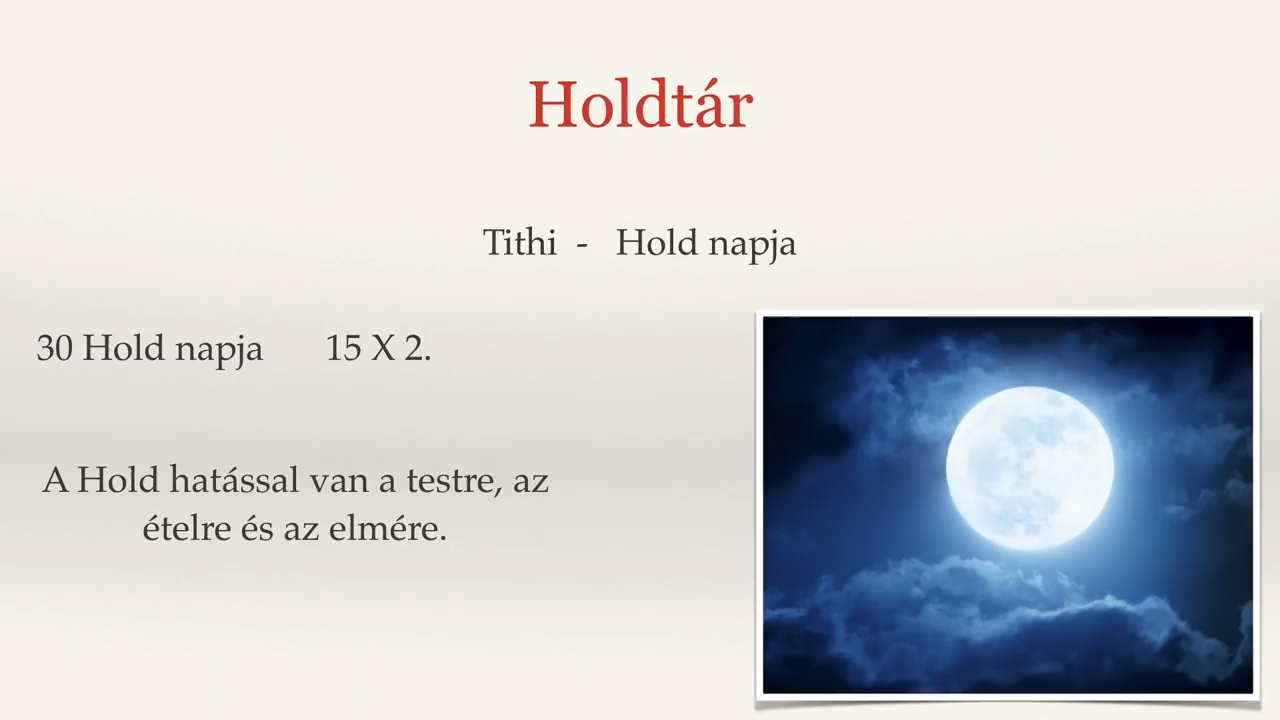 Holdtár
Tithi - Hold napja
30 Hold napja 15 X 2.
A Hold hatással van a testre, az
ételre és az elmére.